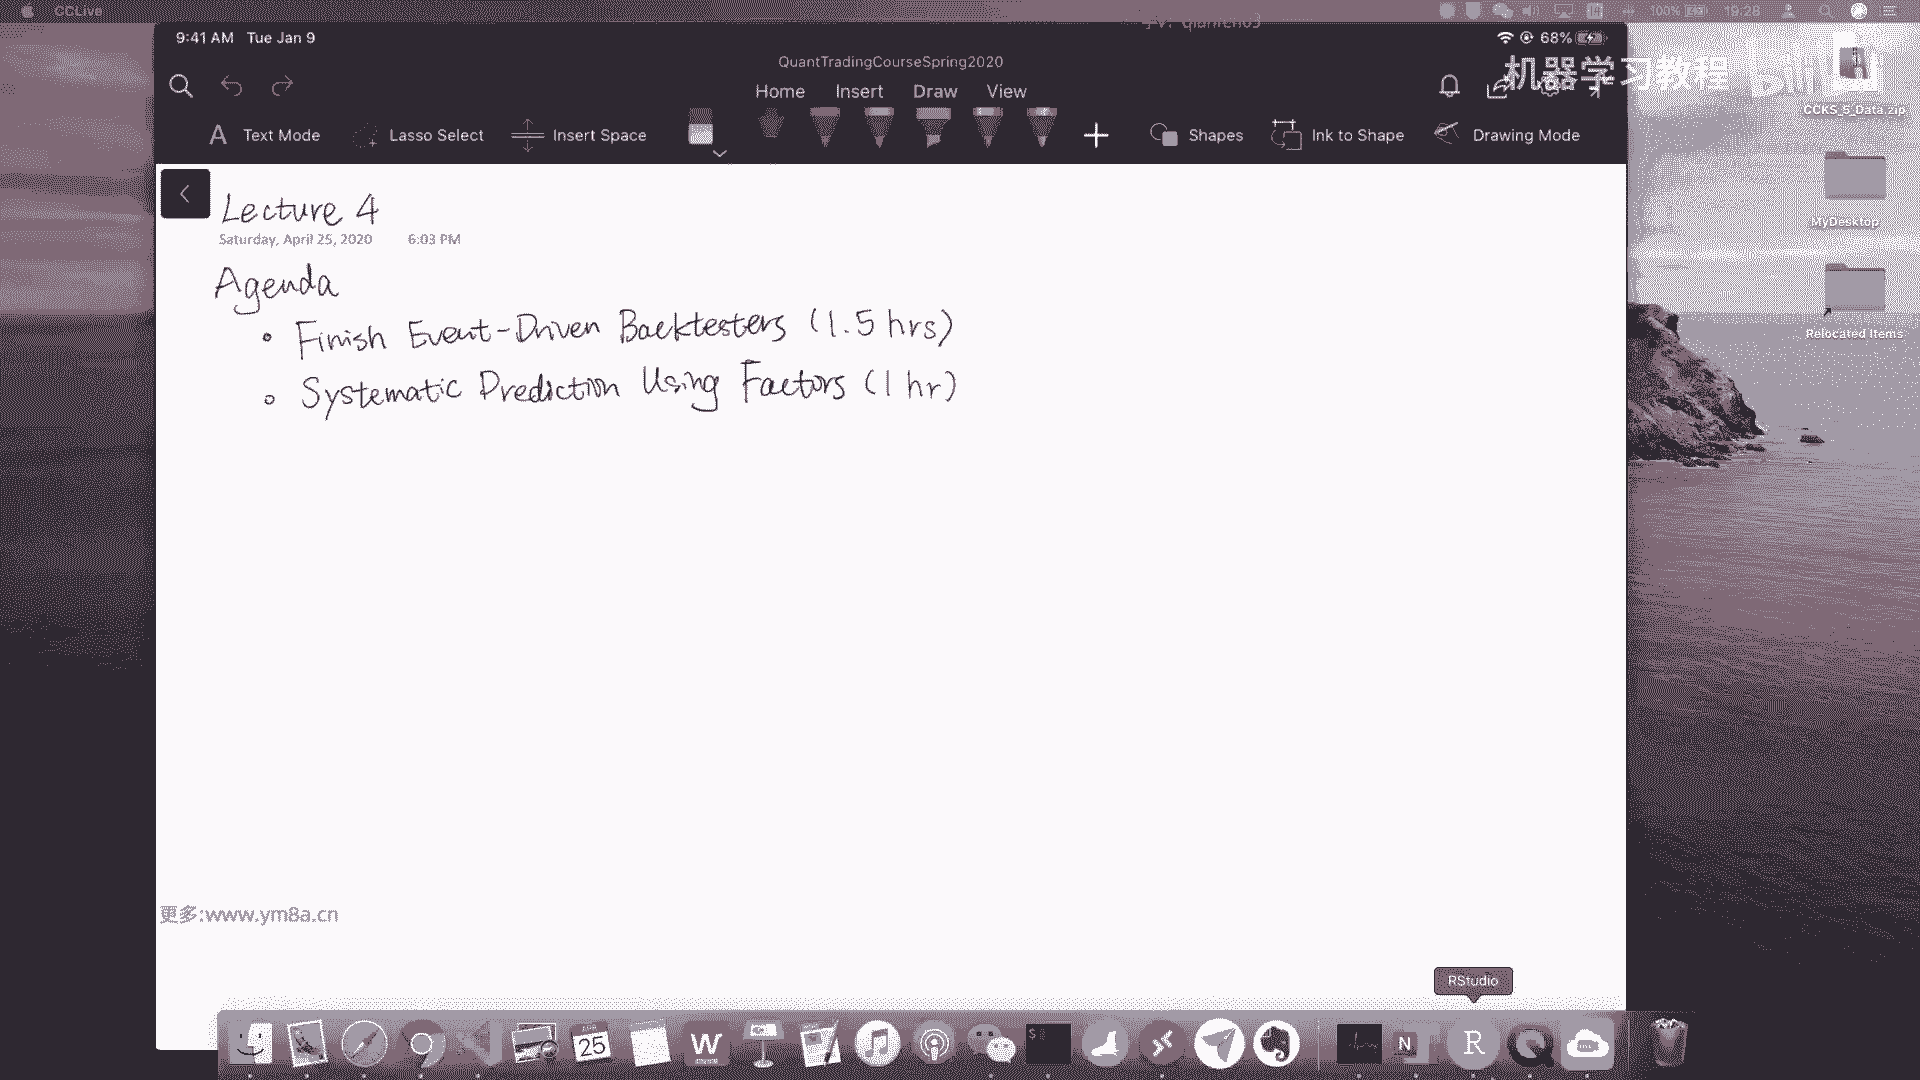 CCLive
100%
19:28
9:41 AM Tue Jan 9
68%
QuantTradingCourseSpring2020
Home Insert Draw View
机器学习教程
bili
CCKS_5_Data.zip
Text Mode
Lasso Select
Insert Space
Shapes
Ink to Shape
Drawing Mode
MyDesktop
Relocated Items
Lecture 4
Saturday, April 25, 2020 6:03 PM
Agenda
Finish Event-Driven Backtesters (1.5 hrs)
Systematic Prediction Using Factors (1 hr)
更多:www.ym8a.cn
RStudio
APR
25